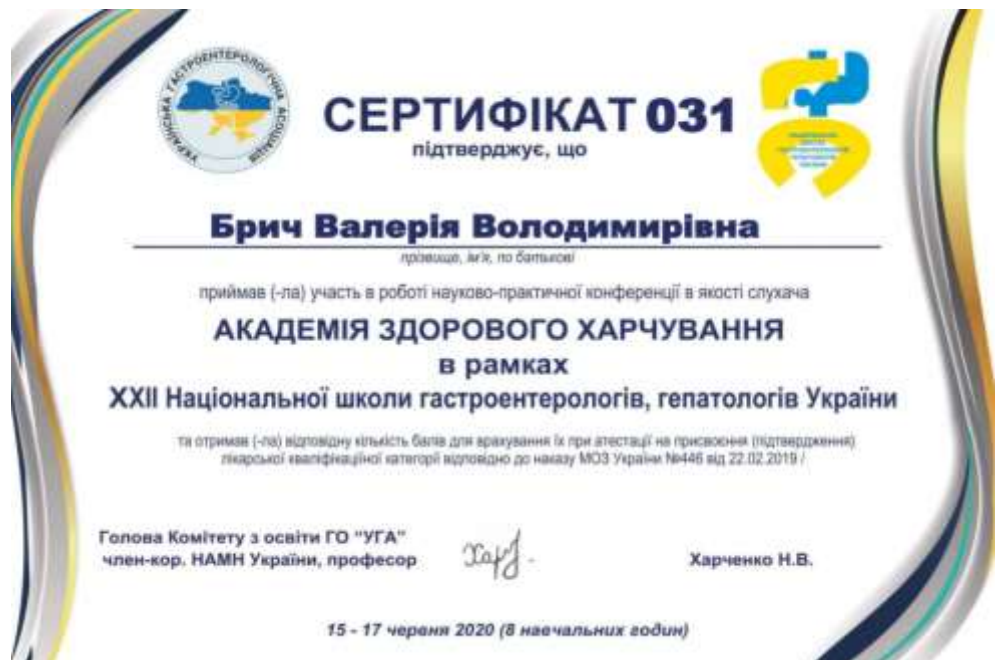 УКРАЇНСЬКА ГАСТРОЕНТЕРОЛОГІЧНА АСОЦІАЦІЯ
СЕРТИФІКАТ 031
підтверджує, що
Брич Валерія Володимирівна
прізвище, ім'я, по батькові
приймав (-ла) участь в роботі науково-практичної конференції в якості слухача
АКАДЕМІЯ ЗДОРОВОГО ХАРЧУВАННЯ
в рамках
XXII Національної школи гастроентерологів, гепатологів України
та отримав (-ла) відповідну кількість балів для врахування їх при атестації на присвоєння (підтвердження)
лікарської кваліфікаційної категорії відповідно до наказу МОЗ України №446 від 22.02.2019 /
Голова Комітету з освіти ГО "УГА"
член-кор. НАМН України, професор
Харченко Н.В.
15 - 17 червня 2020 (8 навчальних годин)